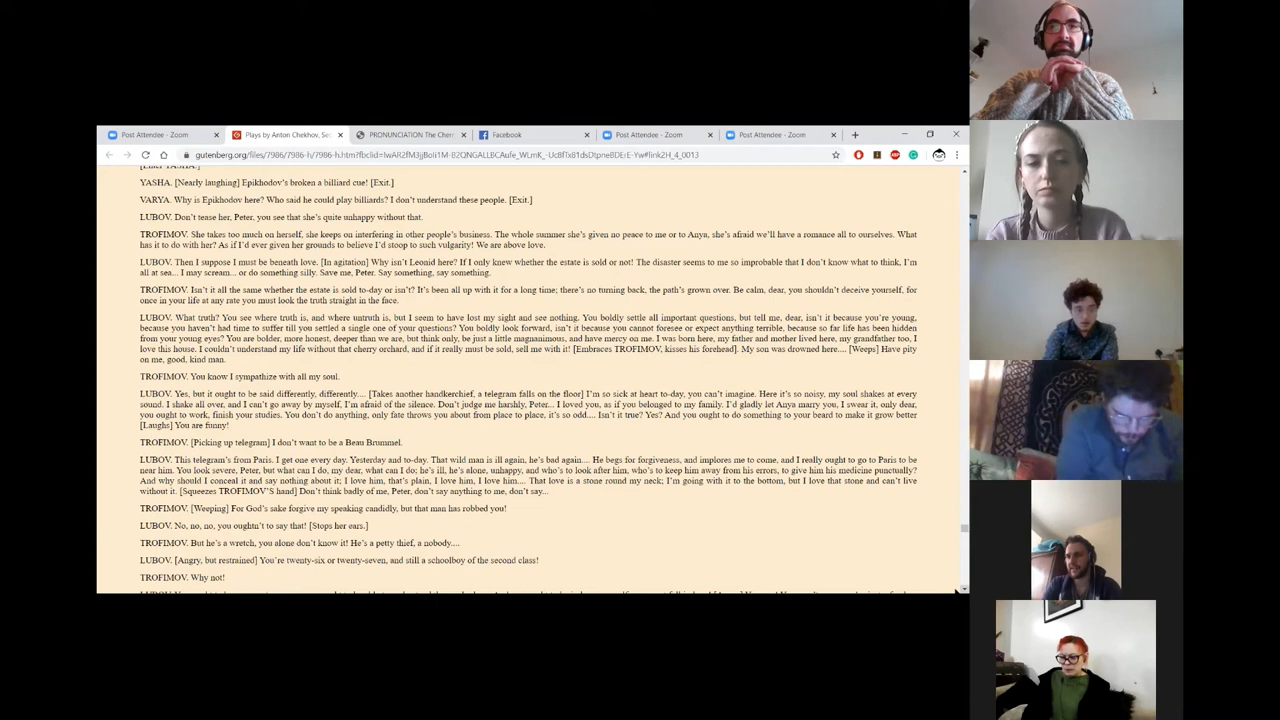 Post Attendee - Zoom
Plays by Anton Chekhov, Sec
PRONUNCIATION The Cherr
Facebook
Post Attendee - Zoom
Post Attendee - Zoom
[Enter YASHA.]
YASHA. [Nearly laughing] Epikhodov's broken a billiard cue! [Exit.]
VARYA. Why is Epikhodov here? Who said he could play billiards? I don't understand these people. [Exit.]
LUBOV. Don't tease her, Peter, you see that she's quite unhappy without that.
TROFIMOV. She takes too much on herself, she keeps on interfering in other people's business. The whole summer she's given no peace to me or to Anya, she's afraid we'll have a romance all to ourselves. What
has it to do with her? As if I'd ever given her grounds to believe I'd stoop to such vulgarity! We are above love.
LUBOV. Then I suppose I must be beneath love. [In agitation] Why isn't Leonid here? If I only knew whether the estate is sold or not! The disaster seems to me so improbable that I don't know what to think, I'm
all at sea... I may scream... or do something silly. Save me, Peter. Say something, say something.
TROFIMOV. Isn't it all the same whether the estate is sold to-day or isn't? It's been all up with it for a long time; there's no turning back, the path's grown over. Be calm, dear, you shouldn't deceive yourself, for
once in your life at any rate you must look the truth straight in the face.
LUBOV. What truth? You see where truth is, and where untruth is, but I seem to have lost my sight and see nothing. You boldly settle all important questions, but tell me, dear, isn't it because you're young,
because you haven't had time to suffer till you settled a single one of your questions? You boldly look forward, isn't it because you cannot foresee or expect anything terrible, because so far life has been hidden
from your young eyes? You are bolder, more honest, deeper than we are, but think only, be just a little magnanimous, and have mercy on me. I was born here, my father and mother lived here, my grandfather too, I
love this house. I couldn't understand my life without that cherry orchard, and if it really must be sold, sell me with it! [Embraces TROFIMOV, kisses his forehead]. My son was drowned here.... [Weeps] Have pity
on me, good, kind man.
TROFIMOV. You know I sympathize with all my soul.
LUBOV. Yes, but it ought to be said differently, differently.... [Takes another handkerchief, a telegram falls on the floor] I'm so sick at heart to-day, you can't imagine. Here it's so noisy, my soul shakes at every
sound. I shake all over, and I can't go away by myself, I'm afraid of the silence. Don't judge me harshly, Peter... I loved you, as if you belonged to my family. I'd gladly let Anya marry you, I swear it, only dear,
you ought to work, finish your studies. You don't do anything, only fate throws you about from place to place, it's so odd.... Isn't it true? Yes? And you ought to do something to your beard to make it grow better
[Laughs] You are funny!
TROFIMOV. [Picking up telegram] I don't want to be a Beau Brummel.
LUBOV. This telegram's from Paris. I get one every day. Yesterday and to-day. That wild man is ill again, he's bad again.... He begs for forgiveness, and implores me to come, and I really ought to go to Paris to be
near him. You look severe, Peter, but what can I do, my dear, what can I do; he's ill, he's alone, unhappy, and who's to look after him, who's to keep him away from his errors, to give him his medicine punctually?
And why should I conceal it and say nothing about it; I love him, that's plain, I love him, I love him.... That love is a stone round my neck; I'm going with it to the bottom, but I love that stone and can't live
without it. [Squeezes TROFIMOV'S hand] Don't think badly of me, Peter, don't say anything to me, don't say...
TROFIMOV. [Weeping] For God's sake forgive my speaking candidly, but that man has robbed you!
LUBOV. No, no, no, you oughtn't to say that! [Stops her ears.]
TROFIMOV. But he's a wretch, you alone don't know it! He's a petty thief, a nobody....
LUBOV. [Angry, but restrained] You're twenty-six or twenty-seven, and still a schoolboy of the second class!
TROFIMOV. Why not!